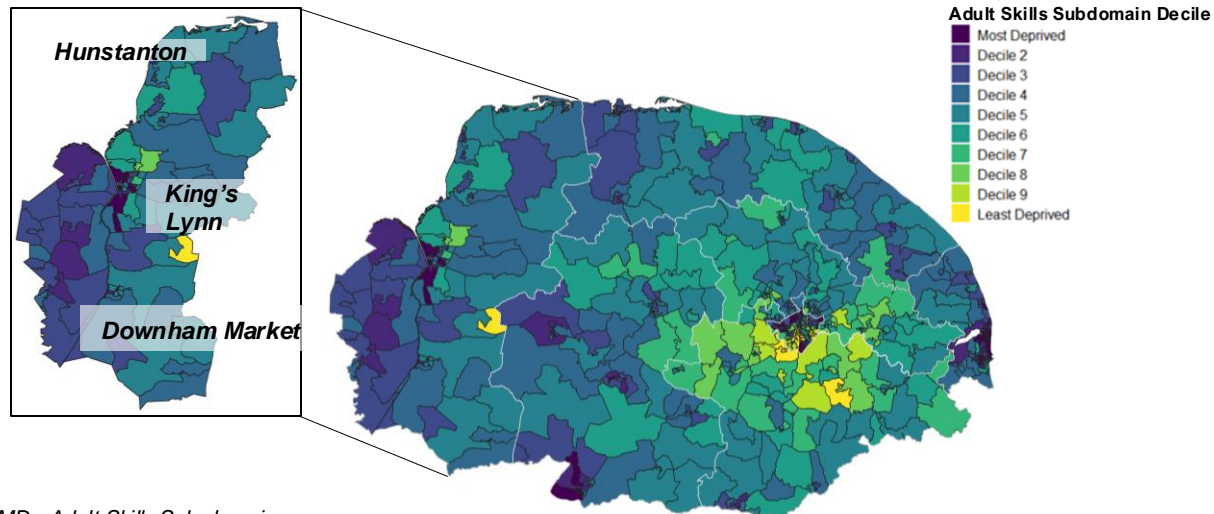 Adult Skills Subdomain Decile
Most Deprived
Decile 2
Decile 3
Decile 4
Decile 5
Decile 6
Decile 7
Decile 8
Decile 9
Least Deprived
Hunstanton
King's
Lynn
Downham Market